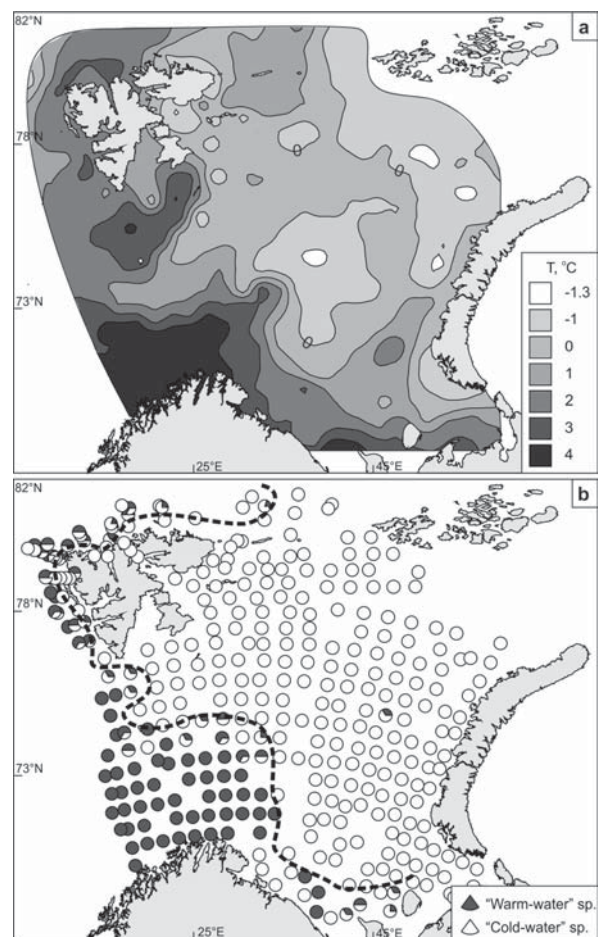 82°N
a
78°N
73°N
T, °C
-1.3
-1
0
1
2
3
4
25°E
45°E
82°N
b
78°N
73°N
25°E
45°E
"Warm-water" sp.
"Cold-water" sp.